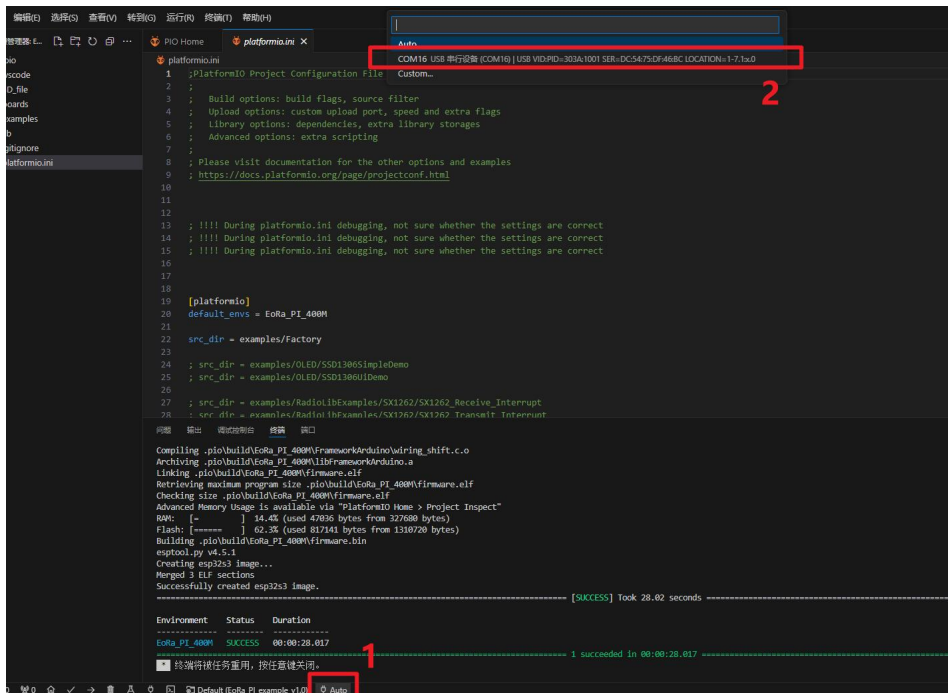 编辑(E) 选择(S) 查看(V) 转到(G) 运行(R) 终端(T) 帮助(H)
PIO Home platformio.ini
Auto
COM16 USB 串行设备 (COM16) | USB VID:PID=303A:1001 SER=DC:54:75:DF:46:BC LOCATION=1-7.1:x.0
Custom...
2
examples
gitignore
platformio.ini
platformio.ini
1 ;PlatformIO Project Configuration File
2 ;
3 ; Build options: build flags, source filter
4 ; Upload options: custom upload port, speed and extra flags
5 ; Library options: dependencies, extra library storages
6 ; Advanced options: extra scripting
7 ;
8 ; Please visit documentation for the other options and examples
9 ; https://docs.platformio.org/page/projectconf.html
10
11
12
13 ; !!!! During platformio.ini debugging, not sure whether the settings are correct
14 ; !!!! During platformio.ini debugging, not sure whether the settings are correct
15 ; !!!! During platformio.ini debugging, not sure whether the settings are correct
16
17
18
19 [platformio]
20 default_envs = EoRa_PI_400M
21
22 src_dir = examples/Factory
23
24 ; src_dir = examples/OLED/SSD1306SimpleDemo
25 ; src_dir = examples/OLED/SSD1306UiDemo
26
27 ; src_dir = examples/RadioLibExamples/SX1262/SX1262_Receive_Interrupt
28 ; src_dir = examples/RadioLibExamples/SX1262/SX1262_Transmit_Interrupt
问题 输出 调试控制台 终端 端口
Compiling .pio\build\EoRa_PI_400M\FrameworkArduino\wiring_shift.c.o
Archiving .pio\build\EoRa_PI_400M\libFrameworkArduino.a
Linking .pio\build\EoRa_PI_400M\firmware.elf
Retrieving maximum program size .pio\build\EoRa_PI_400M\firmware.elf
Checking size .pio\build\EoRa_PI_400M\firmware.elf
Advanced Memory Usage is available via "PlatformIO Home > Project Inspect"
RAM: [= ] 14.4% (used 47036 bytes from 327680 bytes)
Flash: [====== ] 62.3% (used 817141 bytes from 1310720 bytes)
Building .pio\build\EoRa_PI_400M\firmware.bin
esptool.py v4.5.1
Creating esp32s3 image...
Merged 3 ELF sections
Successfully created esp32s3 image.
[SUCCESS] Took 28.02 seconds
Environment Status Duration
EoRa_PI_400M SUCCESS 00:00:28.017
1 succeeded in 00:00:28.017
* 终端将被任务重用，按任意键关闭。
1
0 Default (EoRa_PI_example_v1.0) Auto